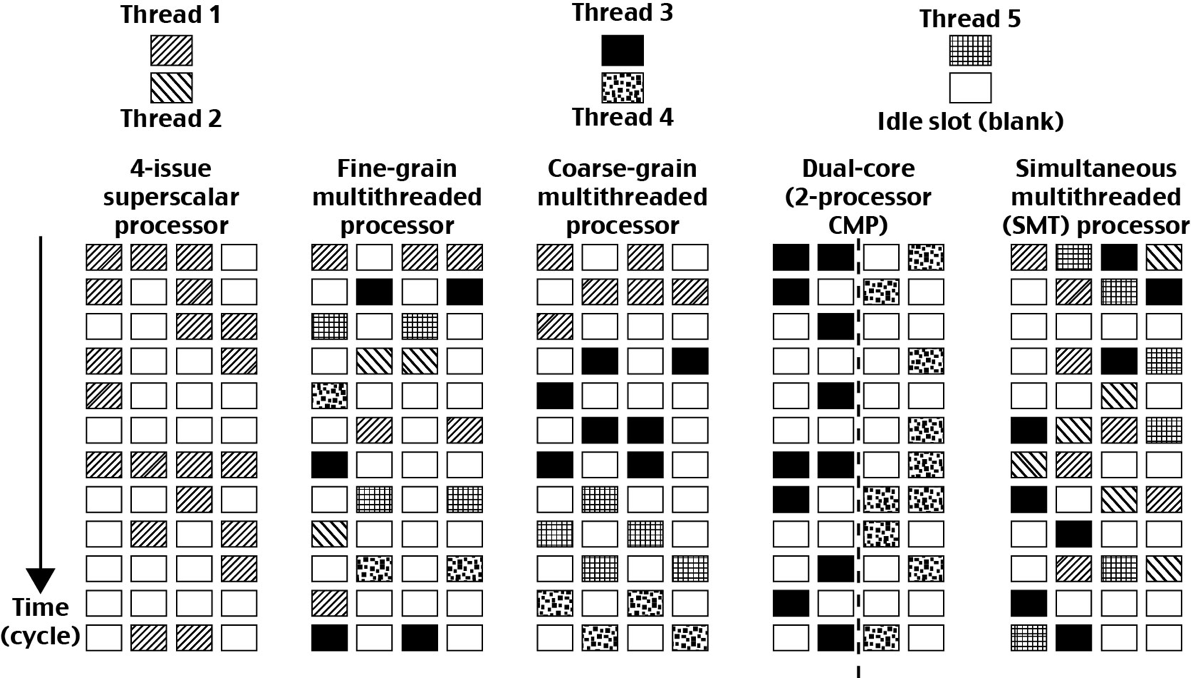 Thread 1
Thread 2
Thread 3
Thread 4
Thread 5
Idle slot (blank)
4-issue
superscalar
processor
Fine-grain
multithreaded
processor
Coarse-grain
multithreaded
processor
Dual-core
(2-processor
CMP)
Simultaneous
multithreaded
(SMT) processor
Time
(cycle)